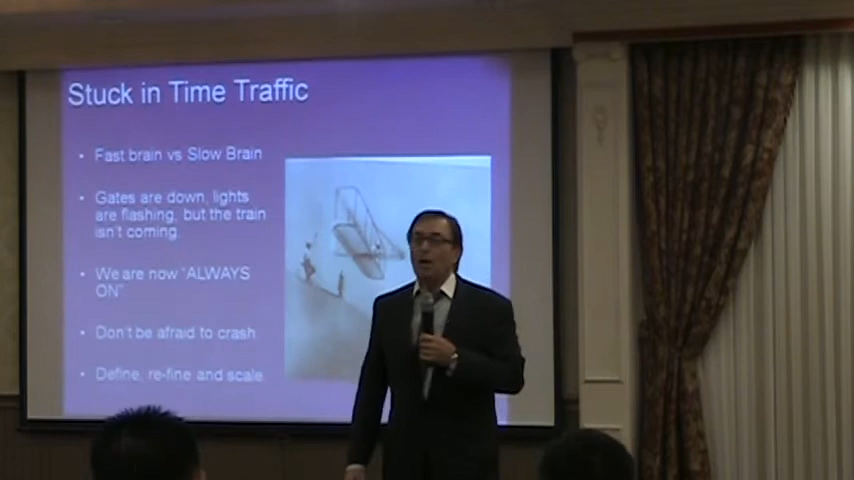 Stuck in Time Traffic
• Fast brain vs Slow Brain
• Gates are down, lights
are flashing, but the train
isn't coming.
• We are now "ALWAYS
ON"
• Don't be afraid to crash.
• Define, re-fine and scale.